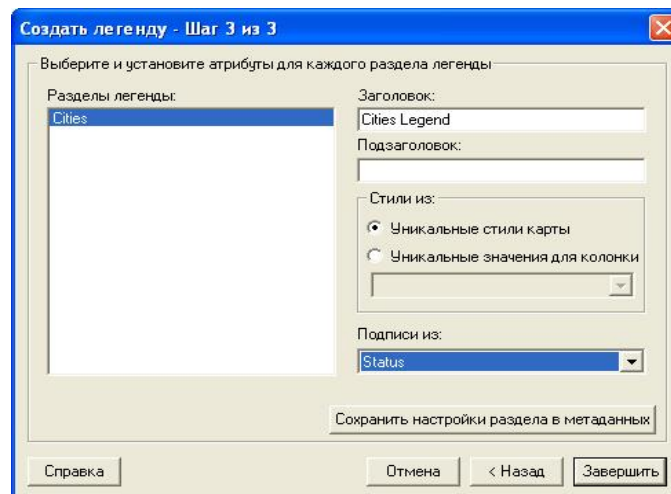 Создать легенду - Шаг 3 из 3
Выберите и установите атрибуты для каждого раздела легенды
Разделы легенды:
Cities
Заголовок:
Cities Legend
Подзаголовок:
Стили из:
Уникальные стили карты
Уникальные значения для колонки
Подписи из:
Status
Сохранить настройки раздела в метаданных
Справка
Отмена
< Назад
Завершить